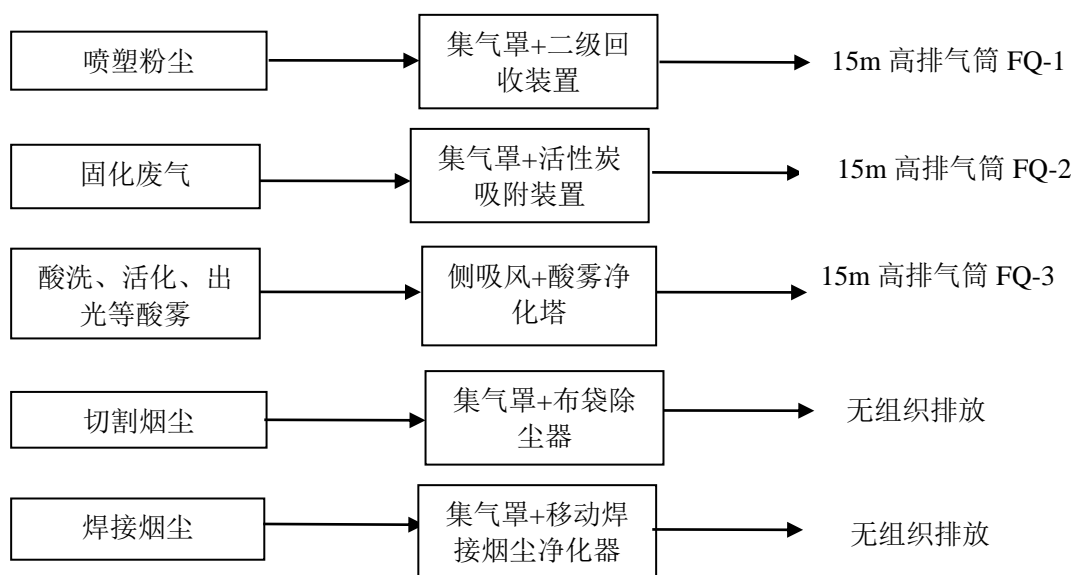 喷塑粉尘
集气罩+二级回
收装置
15m 高排气筒 FQ-1
固化废气
集气罩+活性炭
吸附装置
15m 高排气筒 FQ-2
酸洗、活化、出
光等酸雾
侧吸风+酸雾净
化塔
15m 高排气筒 FQ-3
切割烟尘
集气罩+布袋除
尘器
无组织排放
焊接烟尘
集气罩+移动焊
接烟尘净化器
无组织排放